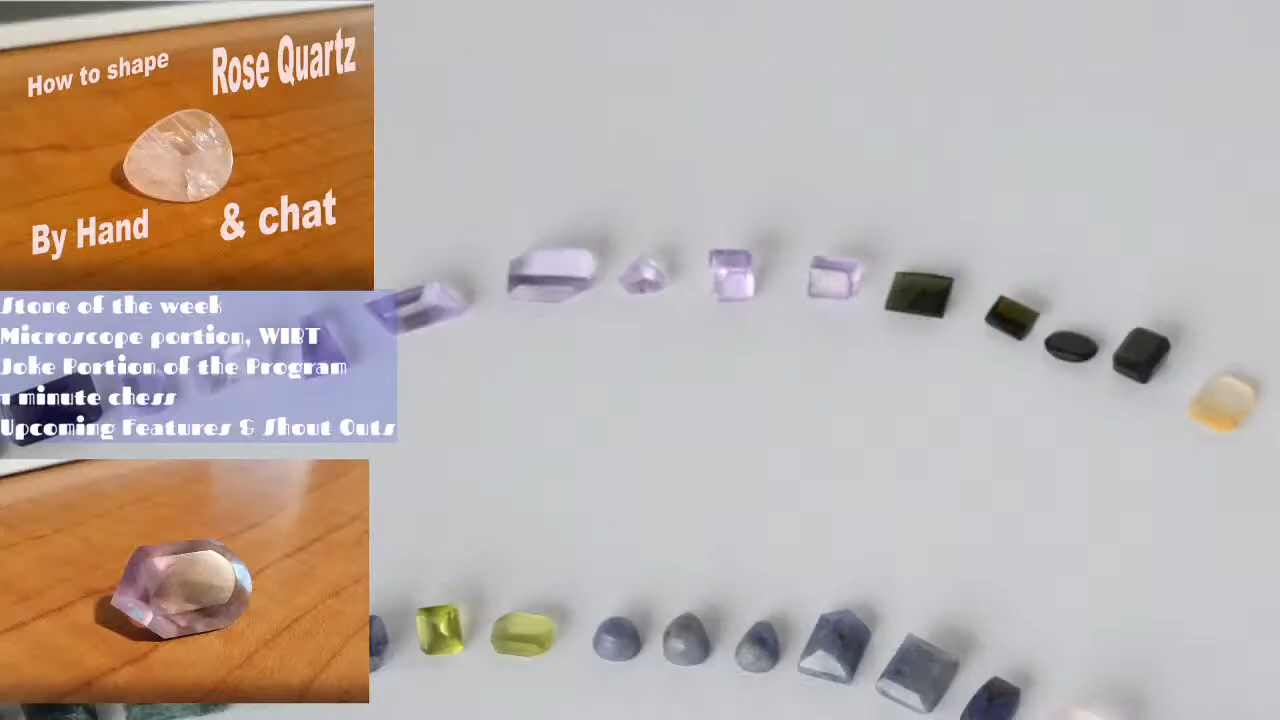 How to shape
Rose Quartz
By Hand
& chat
Stone of the week
Microscope portion, WIBT
Joke Portion of the Program
1 minute chess
Upcoming Features & Shout Outs